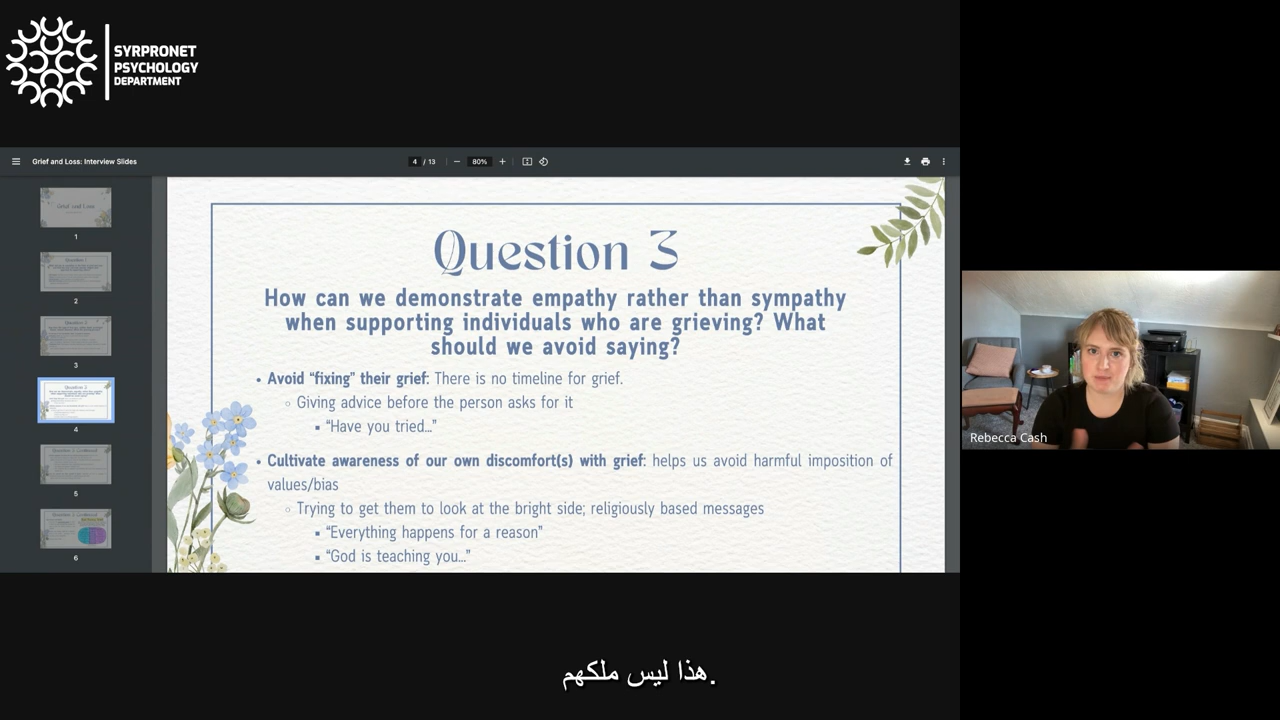 SYRPRONET
PSYCHOLOGY
DEPARTMENT
Grief and Loss: Interview Slides
4 / 13
80%
1
2
3
4
5
6
Question 3
How can we demonstrate empathy rather than sympathy
when supporting individuals who are grieving? What
should we avoid saying?
• Avoid “fixing” their grief: There is no timeline for grief.
○ Giving advice before the person asks for it
▪ “Have you tried...”
• Cultivate awareness of our own discomfort(s) with grief: helps us avoid harmful imposition of
values/bias
○ Trying to get them to look at the bright side; religiously based messages
▪ “Everything happens for a reason”
▪ “God is teaching you...”
Rebecca Cash
هذا ليس ملكهم.